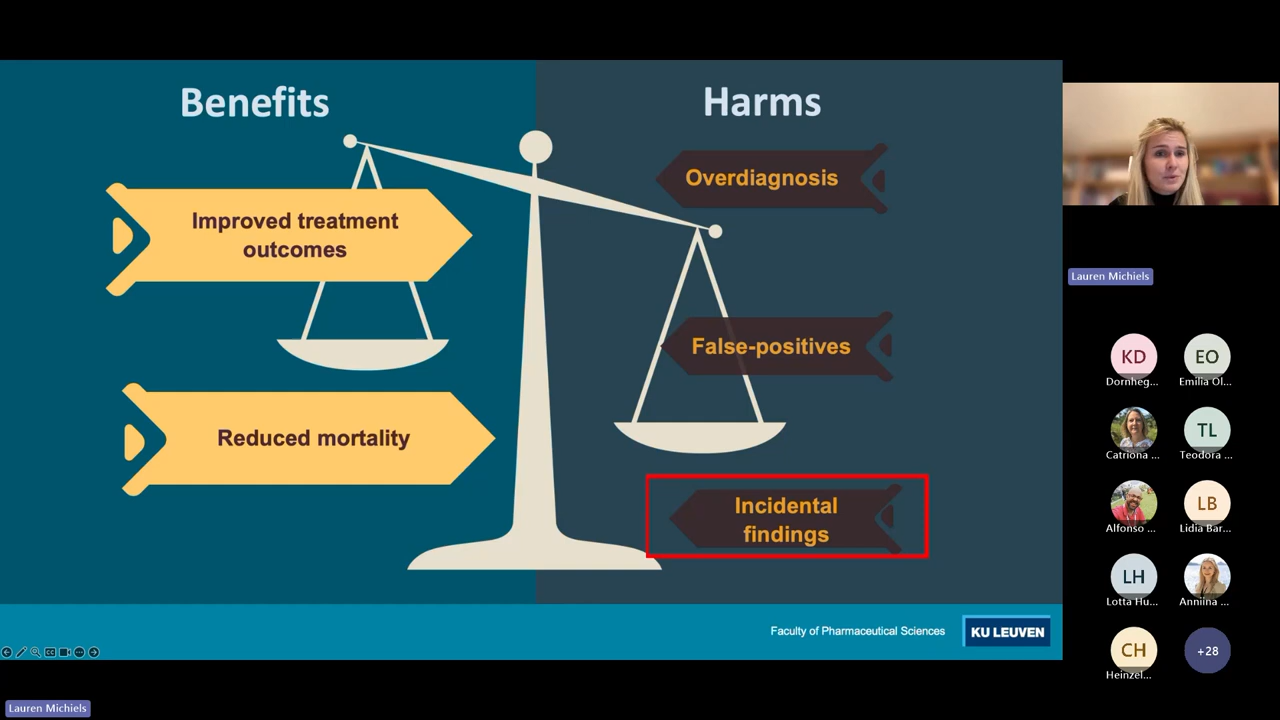 Benefits
Harms
Overdiagnosis
Improved treatment
outcomes
False-positives
Reduced mortality
Incidental
findings
Faculty of Pharmaceutical Sciences
KU LEUVEN
Lauren Michiels
Lauren Michiels
KD
Dornheg...
EO
Emilia Ol...
Catriona ...
TL
Teodora ...
Alfonso ...
LB
Lidia Bar...
LH
Lotta Hu...
Anniina ...
CH
Heinzel...
+28